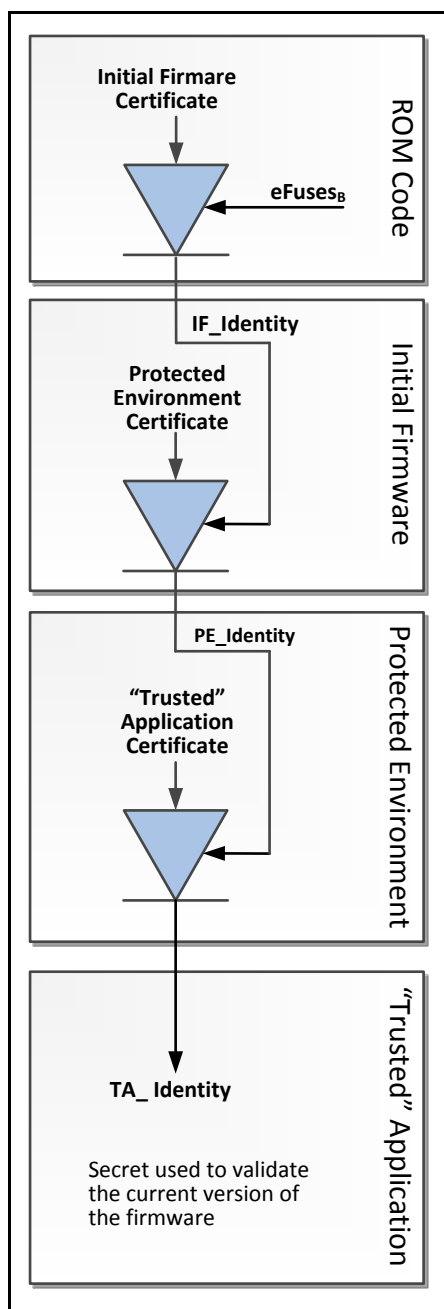 Initial Firmare
Certificate
eFusesB
ROM Code
IF_Identity
Protected
Environment
Certificate
Initial Firmware
PE_Identity
“Trusted”
Application
Certificate
Protected Environment
TA_ Identity
Secret used to validate
the current version of
the firmware
“Trusted” Application